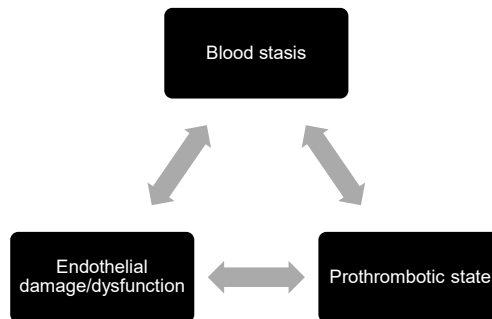 Blood stasis
Endothelial
damage/dysfunction
Prothrombotic state